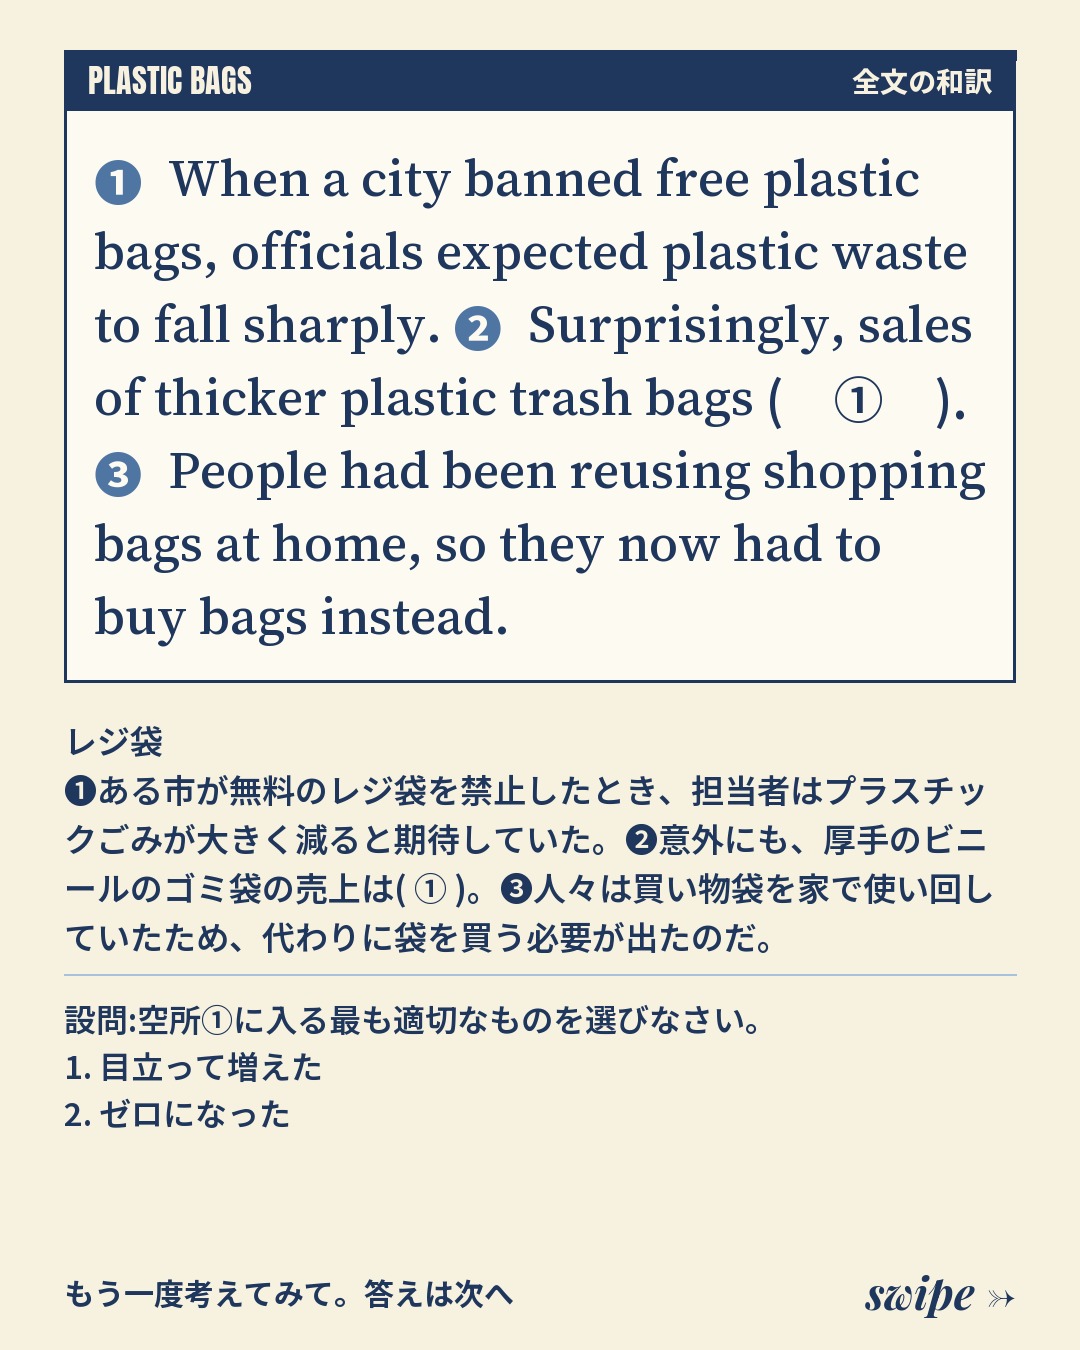 PLASTIC BAGS
全文の和訳
❶ When a city banned free plastic
bags, officials expected plastic waste
to fall sharply. ❷ Surprisingly, sales
of thicker plastic trash bags ( ① ).
❸ People had been reusing shopping
bags at home, so they now had to
buy bags instead.
レジ袋
❶ある市が無料のレジ袋を禁止したとき、担当者はプラスチッ
クごみが大きく減ると期待していた。❷意外にも、厚手のビニ
ールのゴミ袋の売上は( ① )。❸人々は買い物袋を家で使い回し
ていたため、代わりに袋を買う必要が出たのだ。
設問:空所①に入る最も適切なものを選びなさい。
1. 目立って増えた
2. ゼロになった
もう一度考えてみて。答えは次へ
swipe